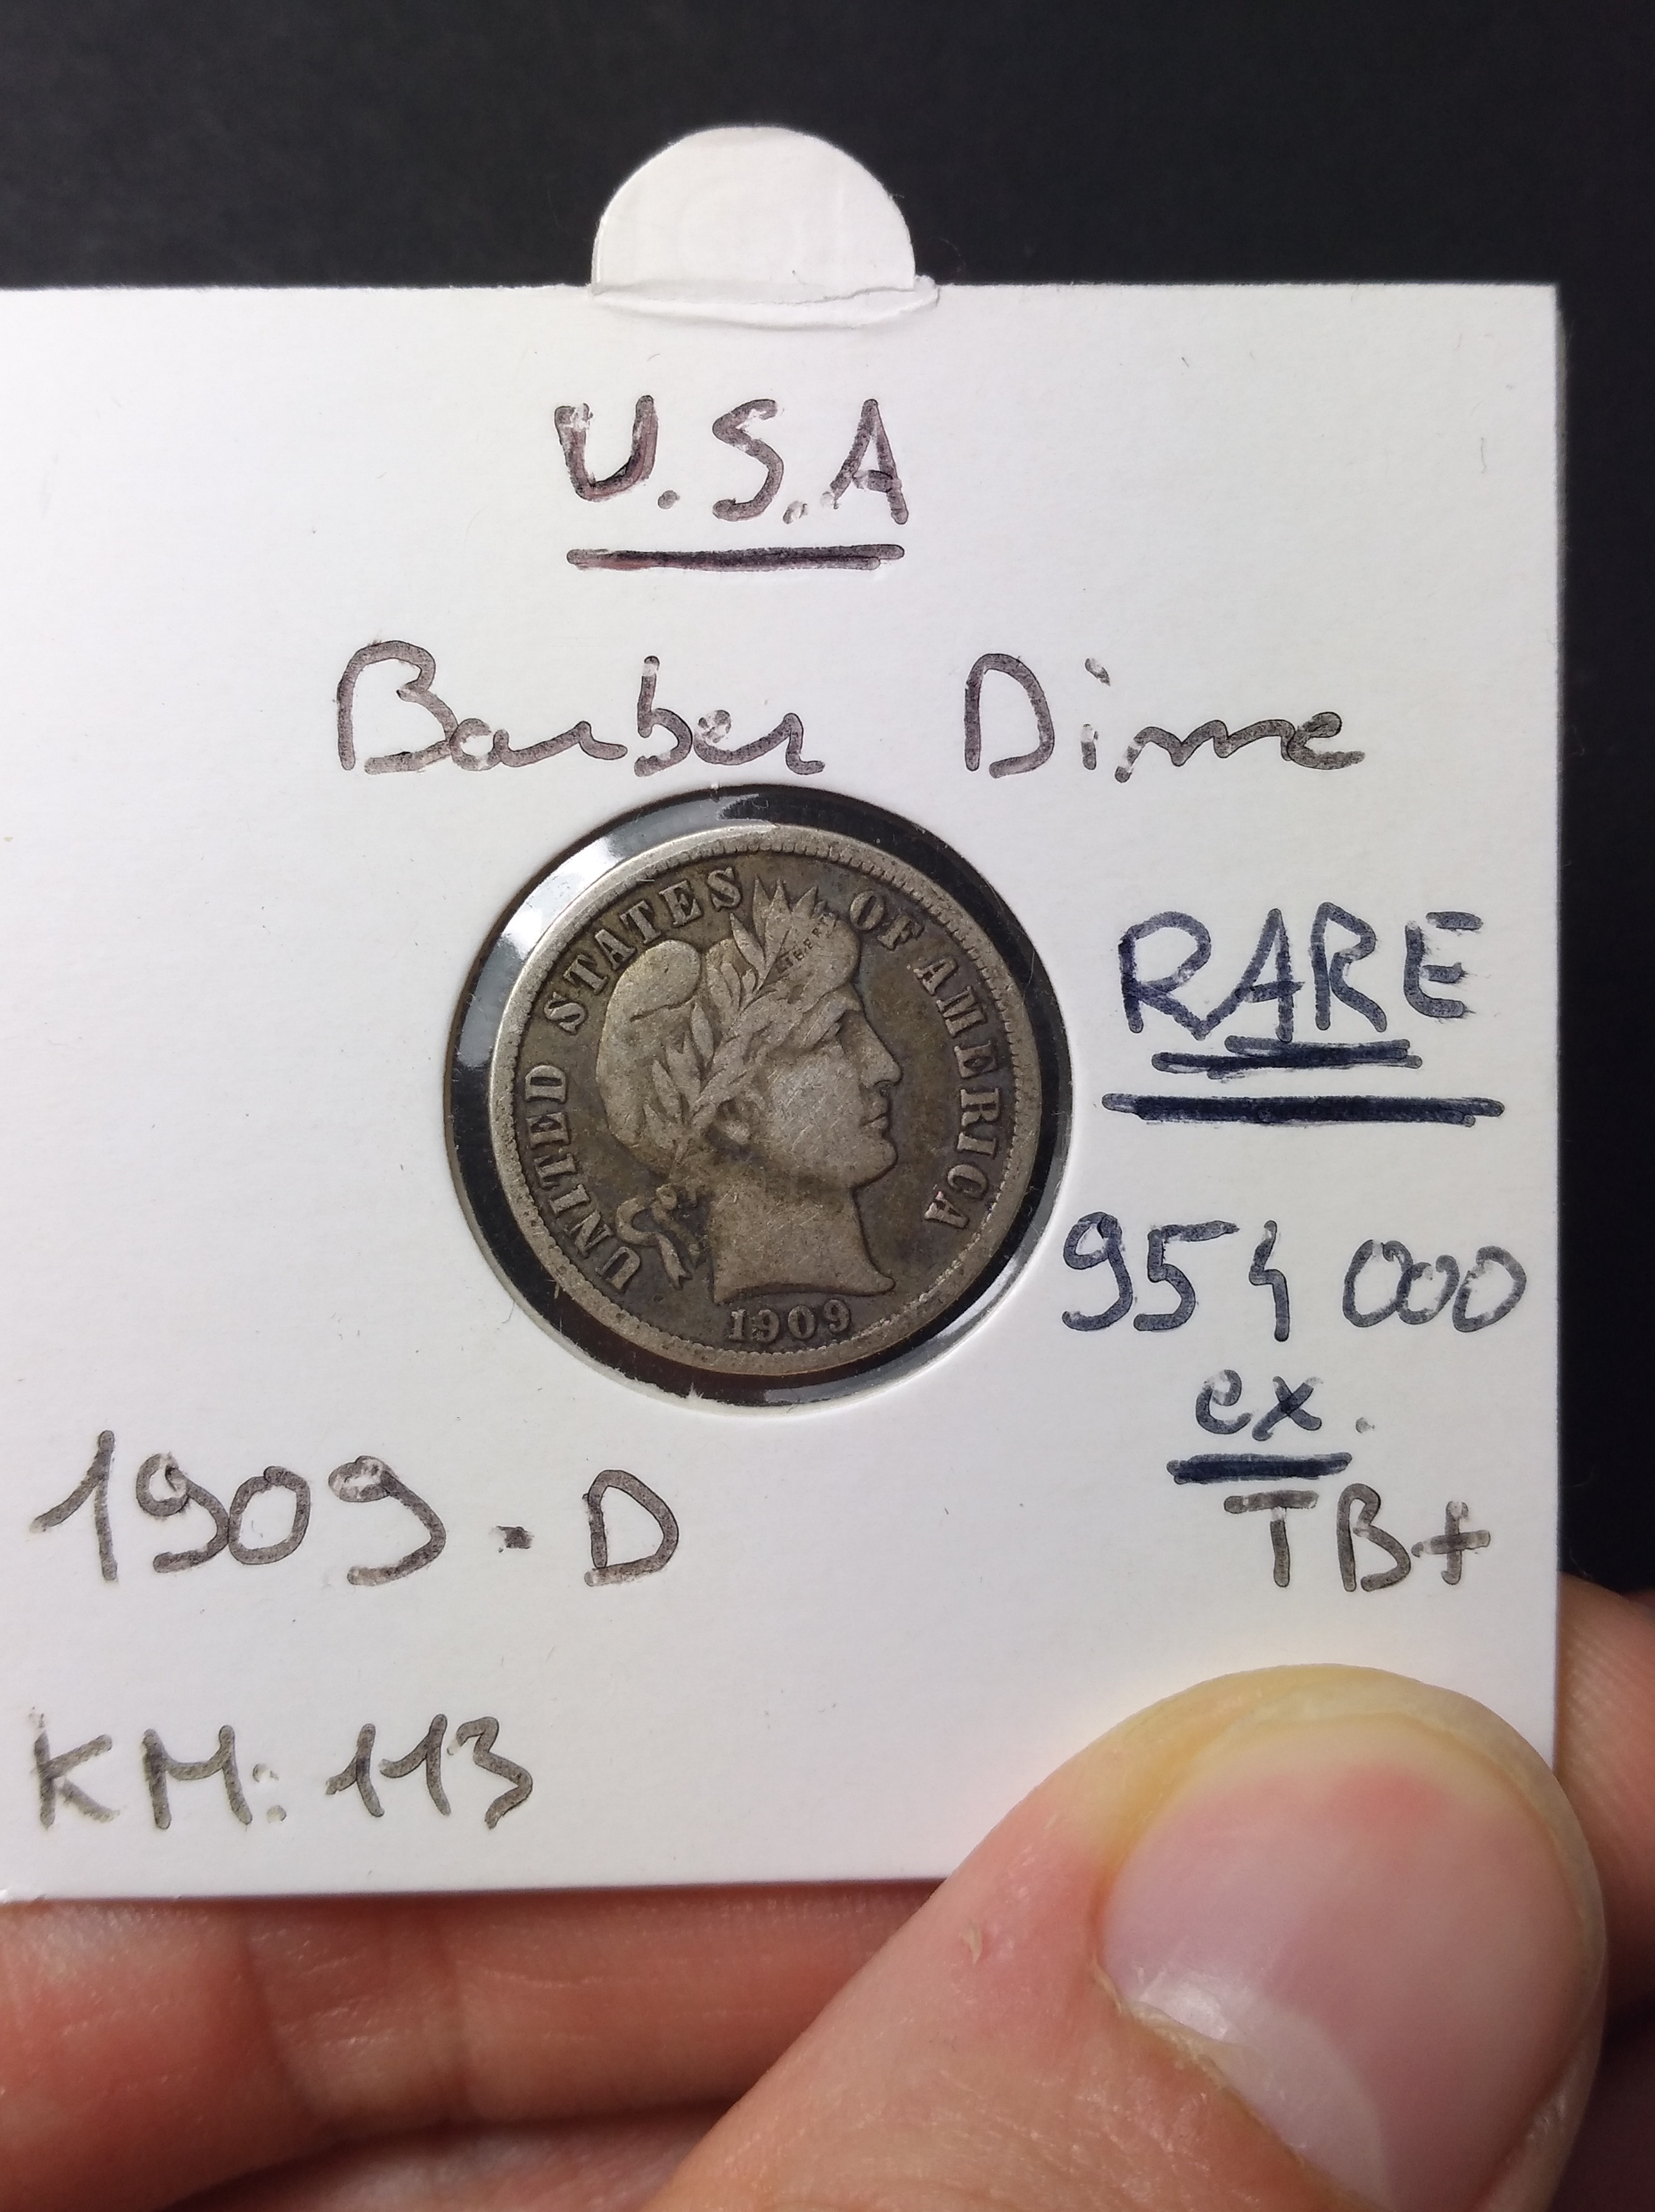 U.S.A
Barber Dime
UNITED STATES OF AMERICA
LIBERTY
1909
RARE
954 000
ex.
TB+
1909 . D
KM: 113